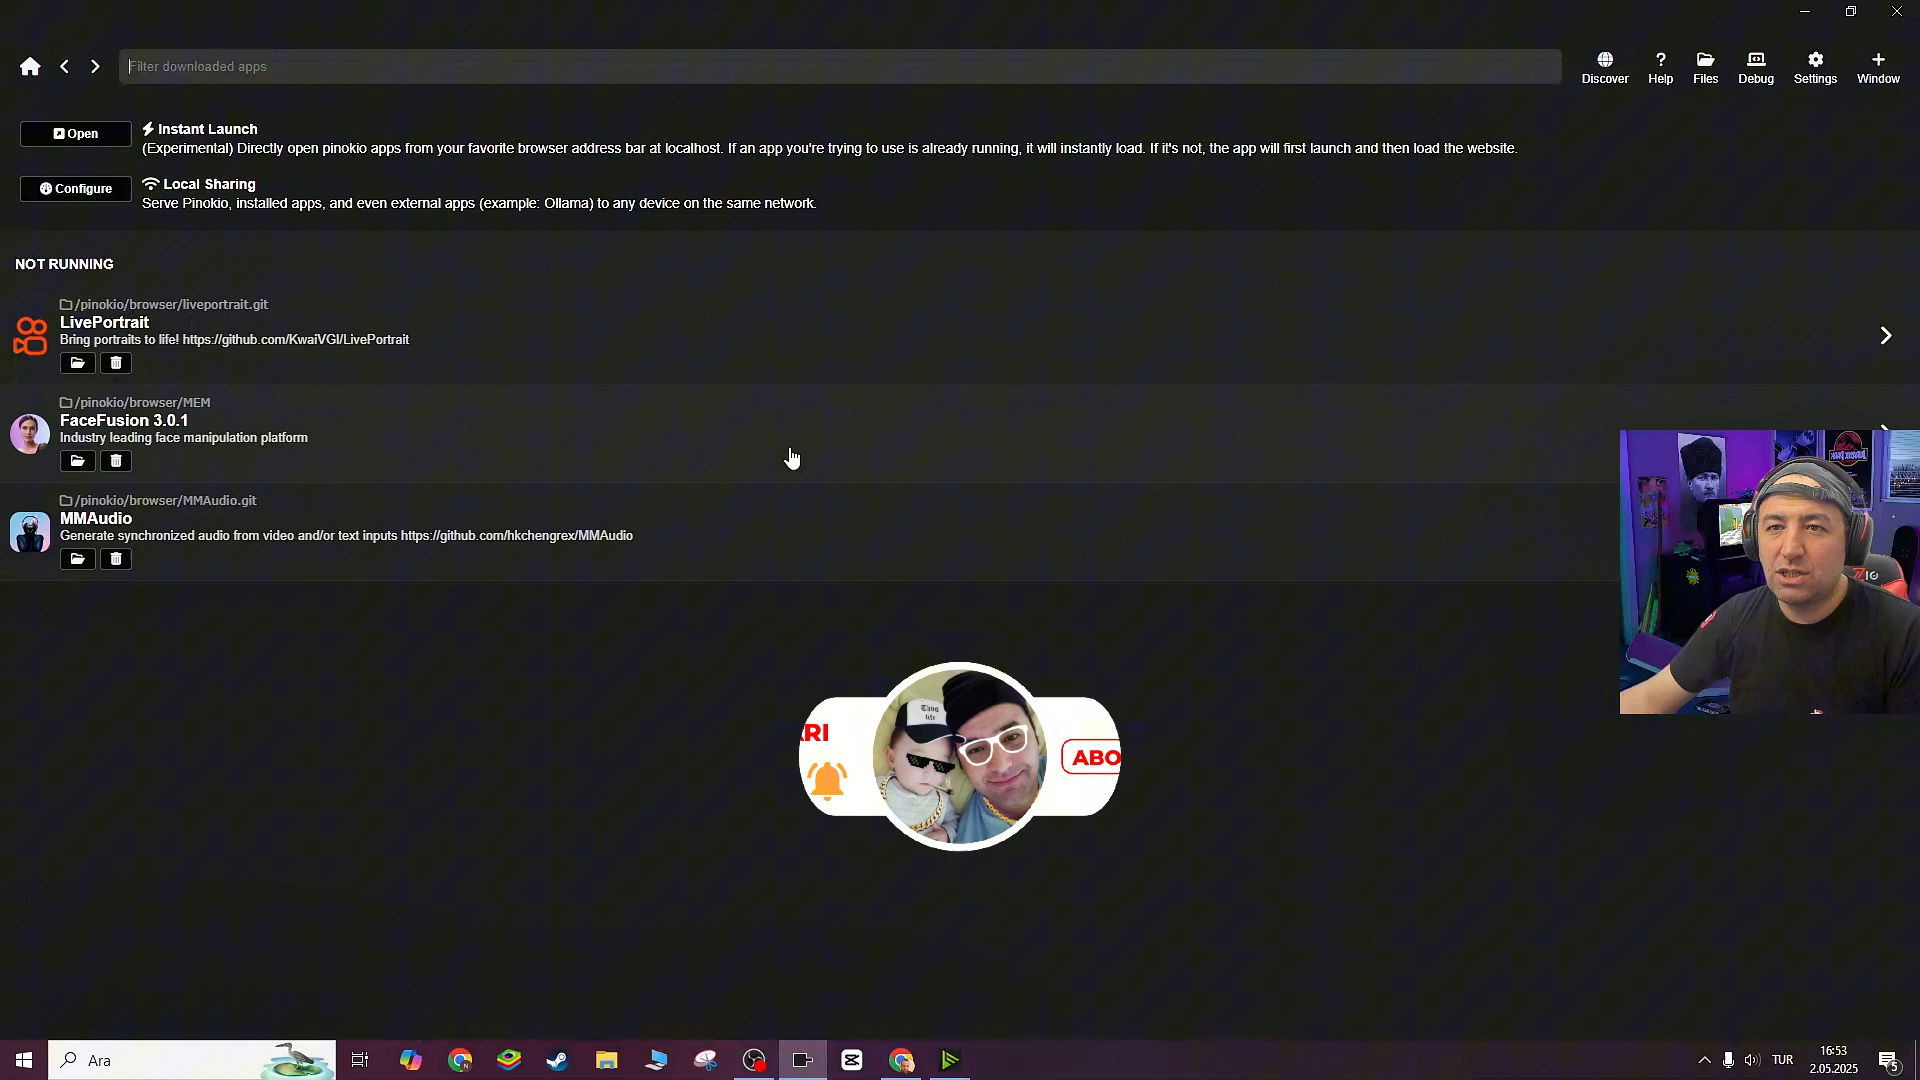 Filter downloaded apps
Discover
Help
Files
Debug
Settings
Window
Open
Instant Launch
(Experimental) Directly open pinokio apps from your favorite browser address bar at localhost. If an app you're trying to use is already running, it will instantly load. If it's not, the app will first launch and then load the website.
Configure
Local Sharing
Serve Pinokio, installed apps, and even external apps (example: Ollama) to any device on the same network.
NOT RUNNING
/pinokio/browser/liveportrait.git
LivePortrait
Bring portraits to life! https://github.com/KwaiVGI/LivePortrait
/pinokio/browser/MEM
FaceFusion 3.0.1
Industry leading face manipulation platform
/pinokio/browser/MMAudio.git
MMAudio
Generate synchronized audio from video and/or text inputs https://github.com/hkchengrex/MMAudio
Thug
life
ARI
ABO
Ara
TUR
16:53
2.05.2025
5